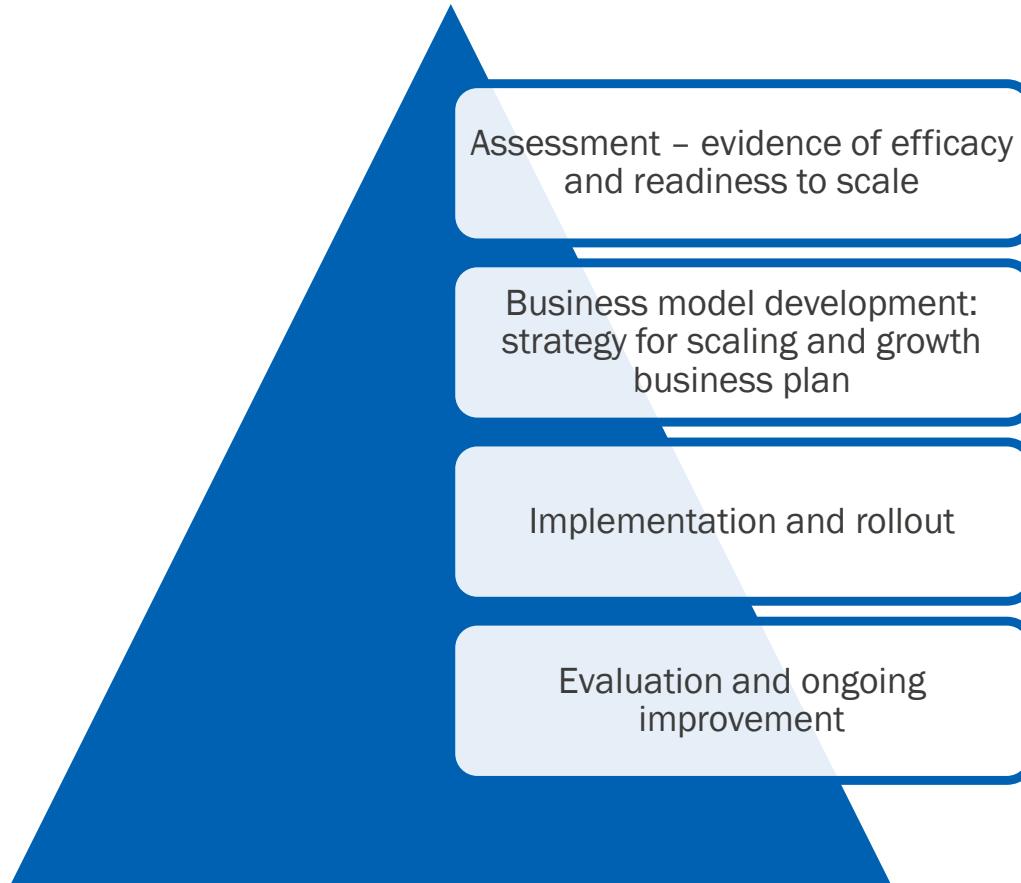 Assessment – evidence of efficacy
and readiness to scale
Business model development:
strategy for scaling and growth
business plan
Implementation and rollout
Evaluation and ongoing
improvement